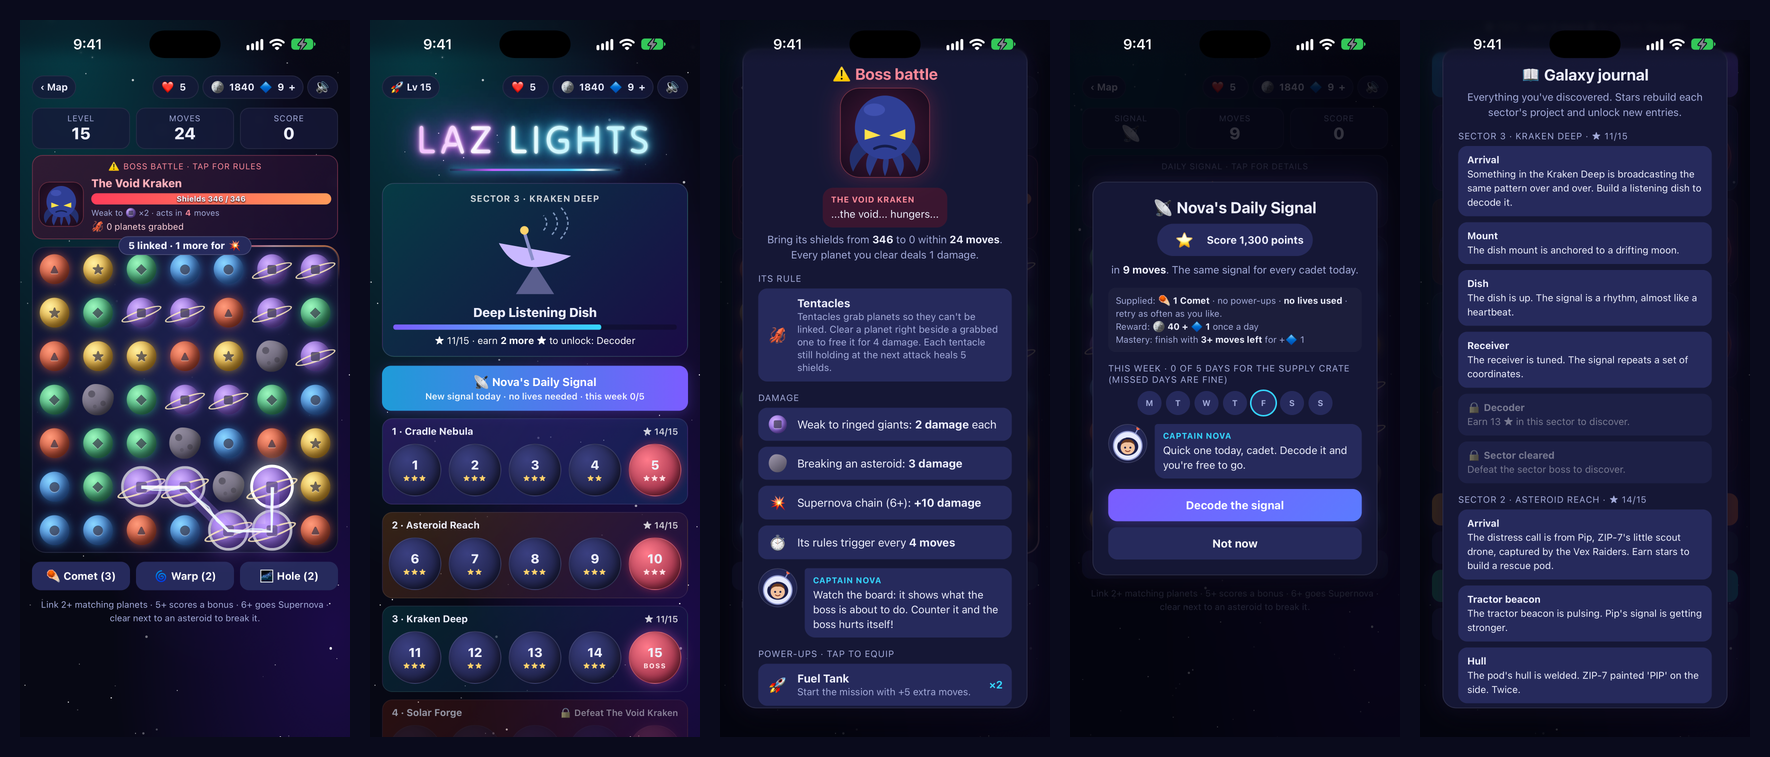 9:41
‹ Map
5
1840
9 +
LEVEL
15
MOVES
24
SCORE
0
BOSS BATTLE · TAP FOR RULES
The Void Kraken
Shields 346 / 346
Weak to ×2 · acts in 4 moves
0 planets grabbed
5 linked · 1 more for
Comet (3)
Warp (2)
Hole (2)
Link 2+ matching planets · 5+ scores a bonus · 6+ goes Supernova ·
clear next to an asteroid to break it.
9:41
Lv 15
5
1840
9 +
LAZ LIGHTS
SECTOR 3 · KRAKEN DEEP
Deep Listening Dish
★ 11/15 · earn 2 more ★ to unlock: Decoder
Nova's Daily Signal
New signal today · no lives needed · this week 0/5
1 · Cradle Nebula
★ 14/15
1
★★★
2
★★★
3
★★★
4
★★
5
★★★
2 · Asteroid Reach
★ 14/15
6
★★★
7
★★
8
★★★
9
★★★
10
★★★
3 · Kraken Deep
★ 11/15
11
★★★
12
★★
13
★★★
14
★★★
15
BOSS
4 · Solar Forge
Defeat The Void Kraken
9:41
Boss battle
THE VOID KRAKEN
...the void... hungers...
Bring its shields from 346 to 0 within 24 moves.
Every planet you clear deals 1 damage.
ITS RULE
Tentacles
Tentacles grab planets so they can't be
linked. Clear a planet right beside a grabbed
one to free it for 4 damage. Each tentacle
still holding at the next attack heals 5
shields.
DAMAGE
Weak to ringed giants: 2 damage each
Breaking an asteroid: 3 damage
Supernova chain (6+): +10 damage
Its rules trigger every 4 moves
CAPTAIN NOVA
Watch the board: it shows what the
boss is about to do. Counter it and the
boss hurts itself!
POWER-UPS · TAP TO EQUIP
Fuel Tank
Start the mission with +5 extra moves.
×2
9:41
‹ Map
5
1840
9 +
SIGNAL
MOVES
9
SCORE
0
DAILY SIGNAL · TAP FOR DETAILS
Nova's Daily Signal
Score 1,300 points
in 9 moves. The same signal for every cadet today.
Supplied: 1 Comet · no power-ups · no lives used ·
retry as often as you like.
Reward: 40 + 1 once a day
Mastery: finish with 3+ moves left for + 1
THIS WEEK · 0 OF 5 DAYS FOR THE SUPPLY CRATE
(MISSED DAYS ARE FINE)
M T W T F S S
CAPTAIN NOVA
Quick one today, cadet. Decode it and
you're free to go.
Decode the signal
Not now
Link 2+ matching planets · 5+ scores a bonus · 6+ goes Supernova ·
clear next to an asteroid to break it.
9:41
Galaxy journal
Everything you've discovered. Stars rebuild each
sector's project and unlock new entries.
SECTOR 3 · KRAKEN DEEP · ★ 11/15
Arrival
Something in the Kraken Deep is broadcasting the
same pattern over and over. Build a listening dish to
decode it.
Mount
The dish mount is anchored to a drifting moon.
Dish
The dish is up. The signal is a rhythm, almost like a
heartbeat.
Receiver
The receiver is tuned. The signal repeats a set of
coordinates.
Decoder
Earn 13 ★ in this sector to discover.
Sector cleared
Defeat the sector boss to discover.
SECTOR 2 · ASTEROID REACH · ★ 14/15
Arrival
The distress call is from Pip, ZIP-7's little scout
drone, captured by the Vex Raiders. Earn stars to
build a rescue pod.
Tractor beacon
The tractor beacon is pulsing. Pip's signal is getting
stronger.
Hull
The pod's hull is welded. ZIP-7 painted 'PIP' on the
side. Twice.